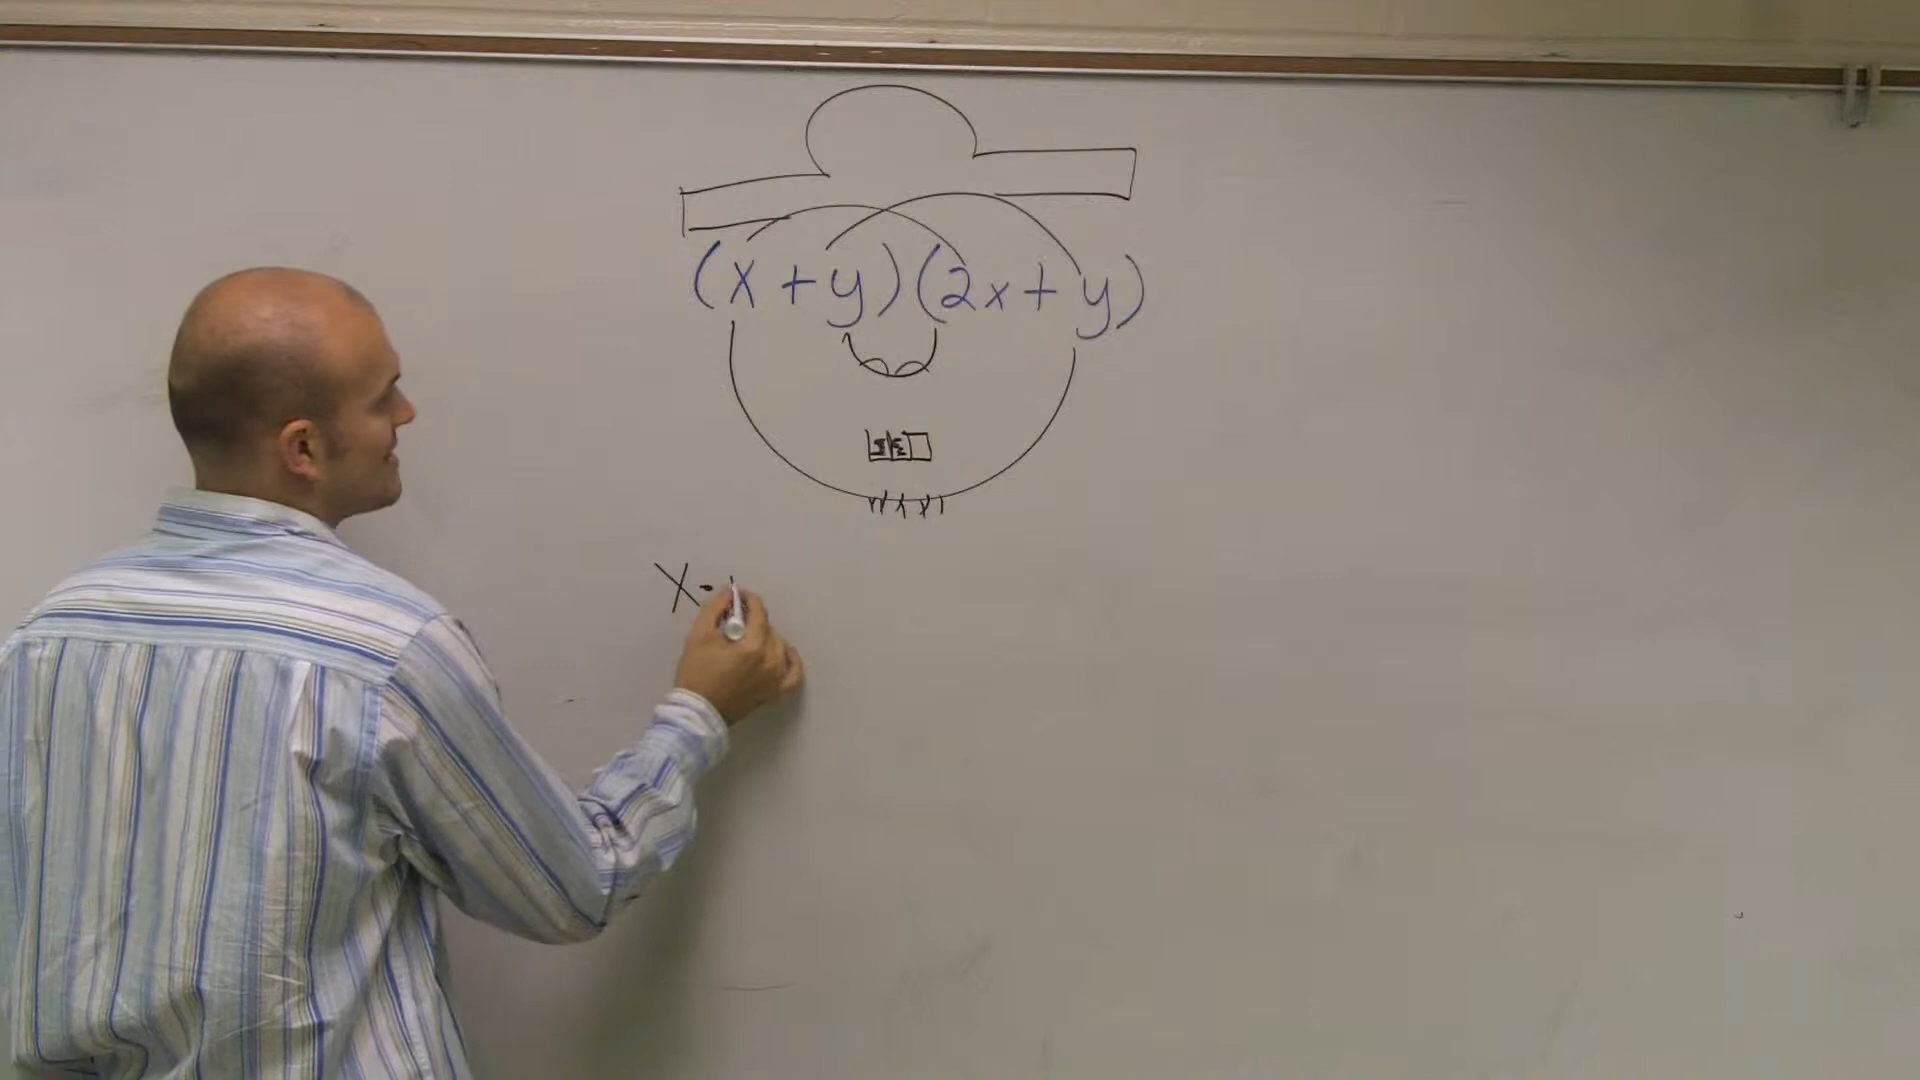 (x + y)(2x + y)
x ·